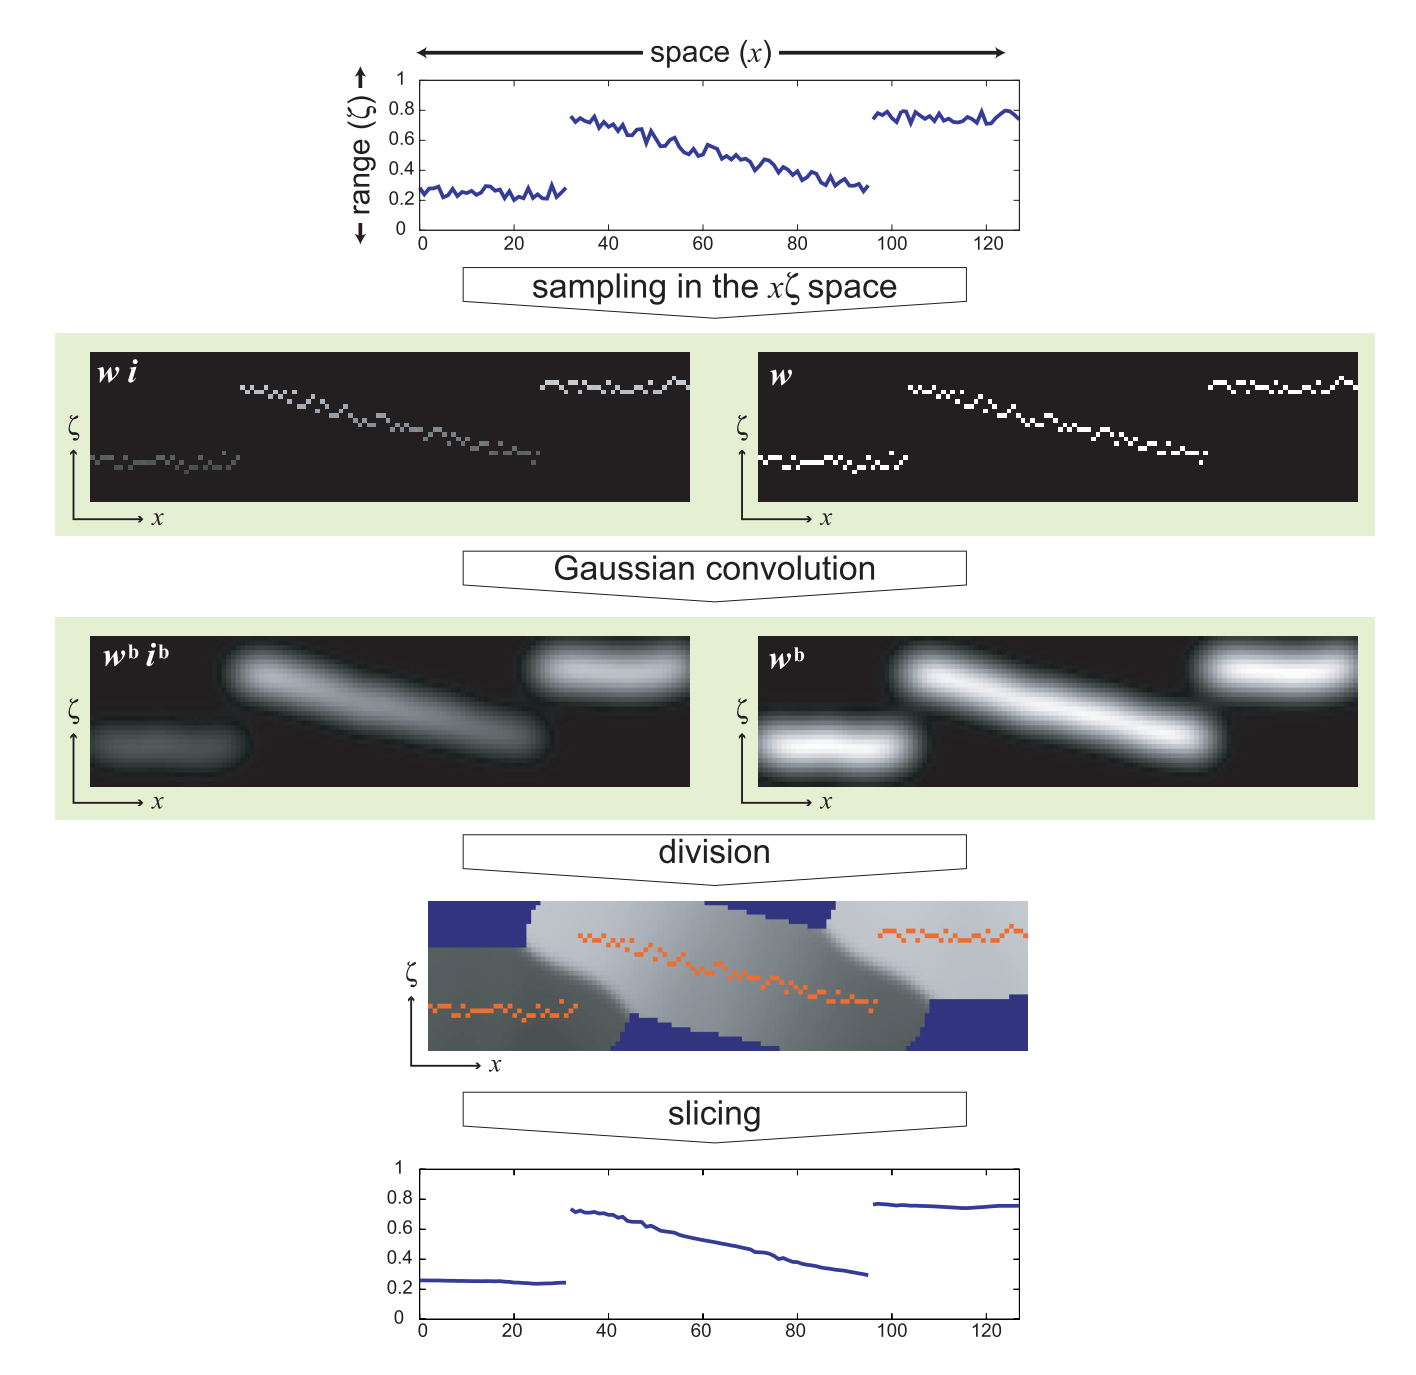 space (x)
range (ζ)
1
0.8
0.6
0.4
0.2
0
0 20 40 60 80 100 120
sampling in the xζ space
w i
w
ζ
ζ
x
x
Gaussian convolution
wᵇ iᵇ
wᵇ
ζ
ζ
x
x
division
ζ
x
slicing
1
0.8
0.6
0.4
0.2
0
0 20 40 60 80 100 120